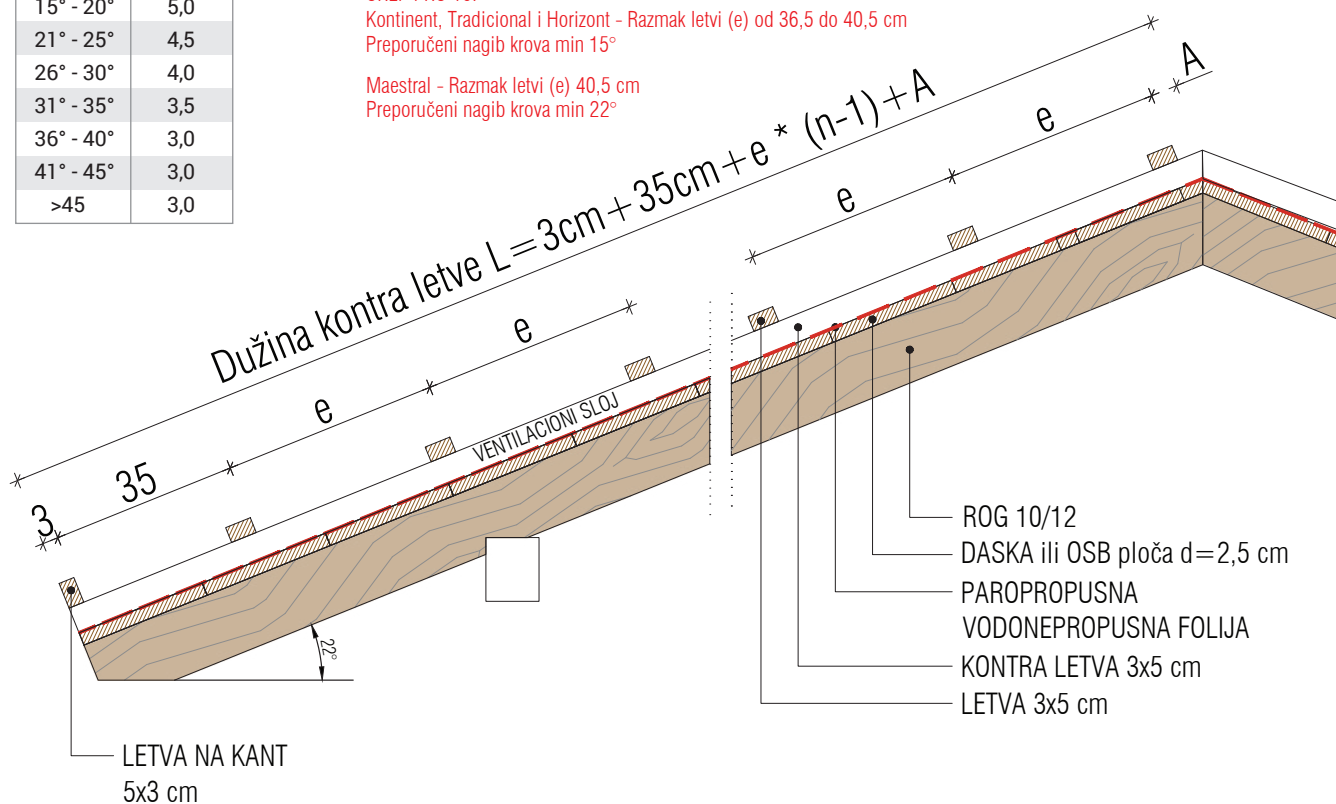 15° - 20° 5,0
21° - 25° 4,5
26° - 30° 4,0
31° - 35° 3,5
36° - 40° 3,0
41° - 45° 3,0
>45 3,0
Kontinent, Tradicional i Horizont - Razmak letvi (e) od 36,5 do 40,5 cm
Preporučeni nagib krova min 15°
Maestral - Razmak letvi (e) 40,5 cm
Preporučeni nagib krova min 22°
A
e
e
Dužina kontra letve L=3cm+35cm+e * (n-1)+A
e
e
35
3
VENTILACIONI SLOJ
22°
ROG 10/12
DASKA ili OSB ploča d=2,5 cm
PAROPROPUSNA
VODONEPROPUSNA FOLIJA
KONTRA LETVA 3x5 cm
LETVA 3x5 cm
LETVA NA KANT
5x3 cm